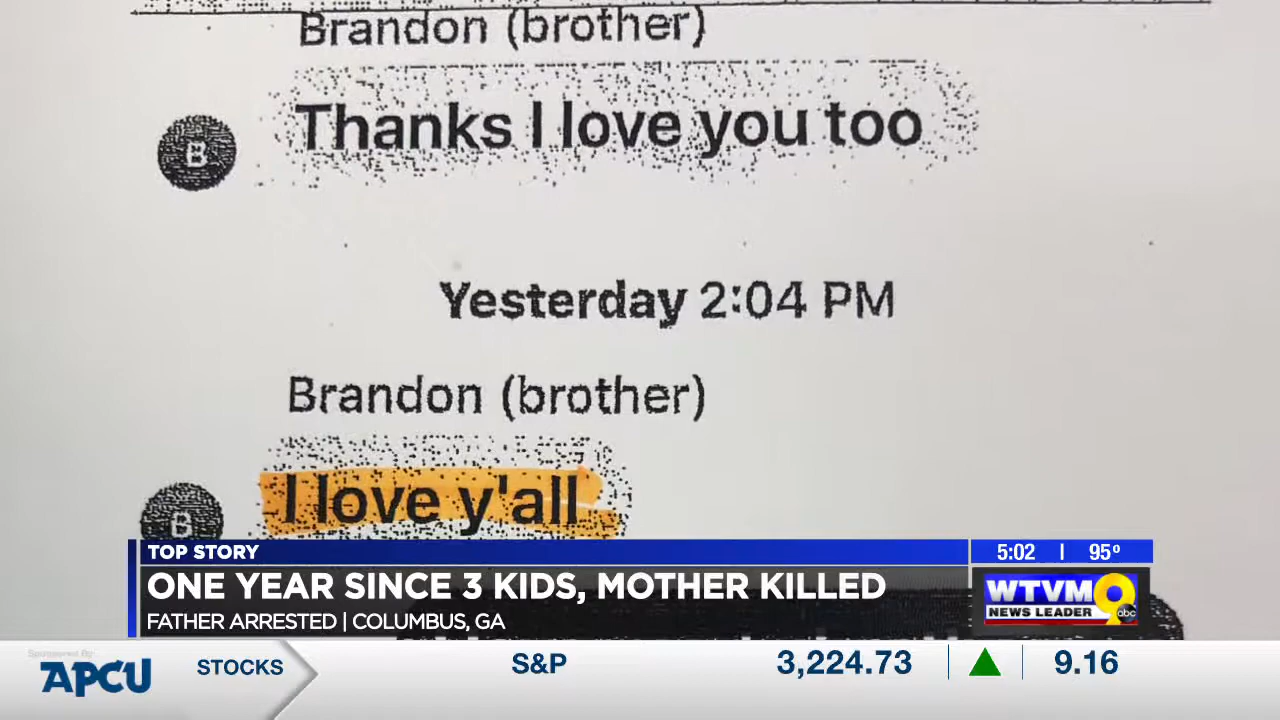 Brandon (brother)
Thanks I love you too
B
Yesterday 2:04 PM
Brandon (brother)
I love y'all
B
TOP STORY
5:02 | 95°
ONE YEAR SINCE 3 KIDS, MOTHER KILLED
FATHER ARRESTED | COLUMBUS, GA
WTVM 9
NEWS LEADER
abc
Sponsored By
APCU
STOCKS
S&P
3,224.73
9.16